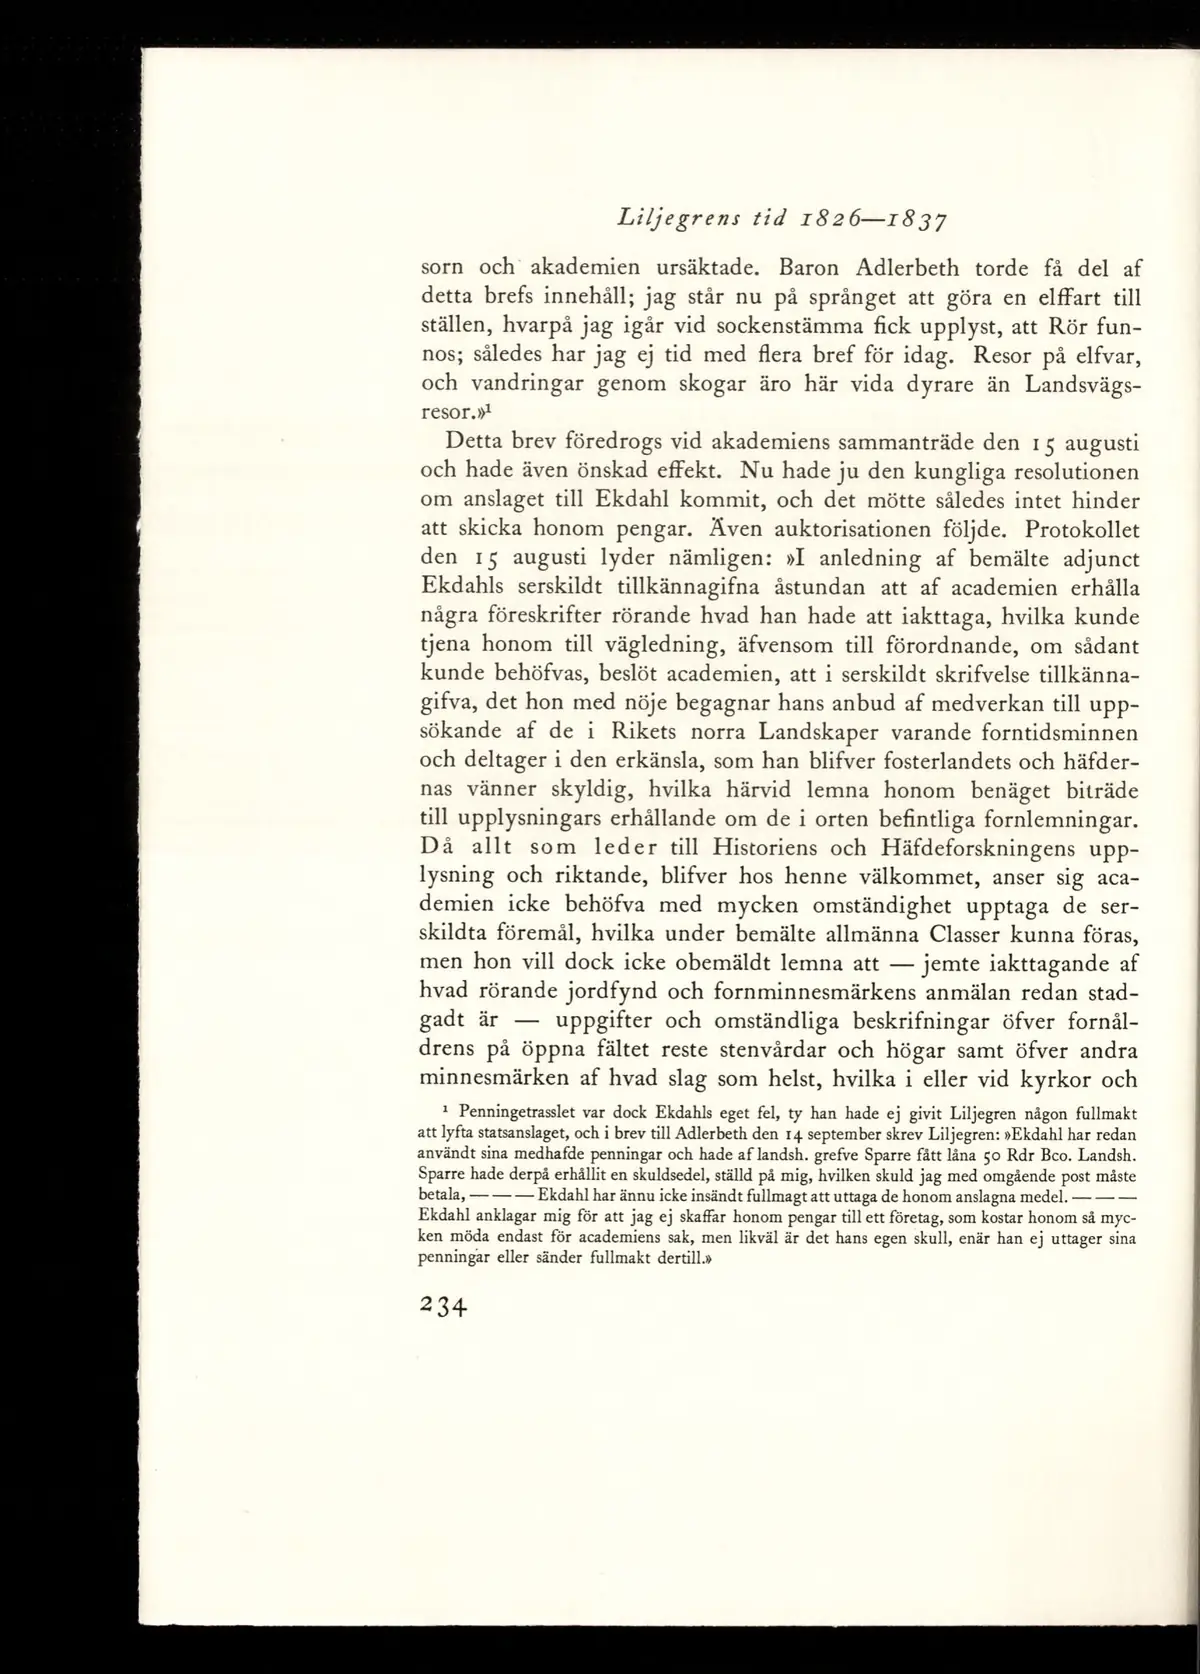 Liljegrens tid 1826—1837
sorn och akademien ursäktade. Baron Adlerbeth torde få del af
detta brefs innehåll; jag står nu på språnget att göra en elffart till
ställen, hvarpå jag igår vid sockenstämma fick upplyst, att Rör fun-
nos; således har jag ej tid med flera bref för idag. Resor på elfvar,
och vandringar genom skogar äro här vida dyrare än Landsvägs-
resor.»¹
Detta brev föredrogs vid akademiens sammanträde den 15 augusti
och hade även önskad effekt. Nu hade ju den kungliga resolutionen
om anslaget till Ekdahl kommit, och det mötte således intet hinder
att skicka honom pengar. Även auktorisationen följde. Protokollet
den 15 augusti lyder nämligen: »I anledning af bemälte adjunct
Ekdahls serskildt tillkännagifna åstundan att af academien erhålla
några föreskrifter rörande hvad han hade att iakttaga, hvilka kunde
tjena honom till vägledning, äfvensom till förordnande, om sådant
kunde behöfvas, beslöt academien, att i serskildt skrifvelse tillkänna-
gifva, det hon med nöje begagnar hans anbud af medverkan till upp-
sökande af de i Rikets norra Landskaper varande forntidsminnen
och deltager i den erkänsla, som han blifver fosterlandets och häfder-
nas vänner skyldig, hvilka härvid lemna honom benäget biträde
till upplysningars erhållande om de i orten befintliga fornlemningar.
Då allt som leder till Historiens och Häfdeforskningens upp-
lysning och riktande, blifver hos henne välkommet, anser sig aca-
demien icke behöfva med mycken omständighet upptaga de ser-
skildta föremål, hvilka under bemälte allmänna Classer kunna föras,
men hon vill dock icke obemäldt lemna att — jemte iakttagande af
hvad rörande jordfynd och fornminnesmärkens anmälan redan stad-
gadt är — uppgifter och omständliga beskrifningar öfver fornål-
drens på öppna fältet reste stenvårdar och högar samt öfver andra
minnesmärken af hvad slag som helst, hvilka i eller vid kyrkor och
¹ Penningetrasslet var dock Ekdahls eget fel, ty han hade ej givit Liljegren någon fullmakt
att lyfta statsanslaget, och i brev till Adlerbeth den 14 september skrev Liljegren: »Ekdahl har redan
användt sina medhafde penningar och hade af landsh. grefve Sparre fått låna 50 Rdr Bco. Landsh.
Sparre hade derpå erhållit en skuldsedel, ställd på mig, hvilken skuld jag med omgående post måste
betala, — — — Ekdahl har ännu icke insändt fullmagt att uttaga de honom anslagna medel. — — —
Ekdahl anklagar mig för att jag ej skaffar honom pengar till ett företag, som kostar honom så myc-
ken möda endast för academiens sak, men likväl är det hans egen skull, enär han ej uttager sina
penningar eller sänder fullmakt dertill.»
234